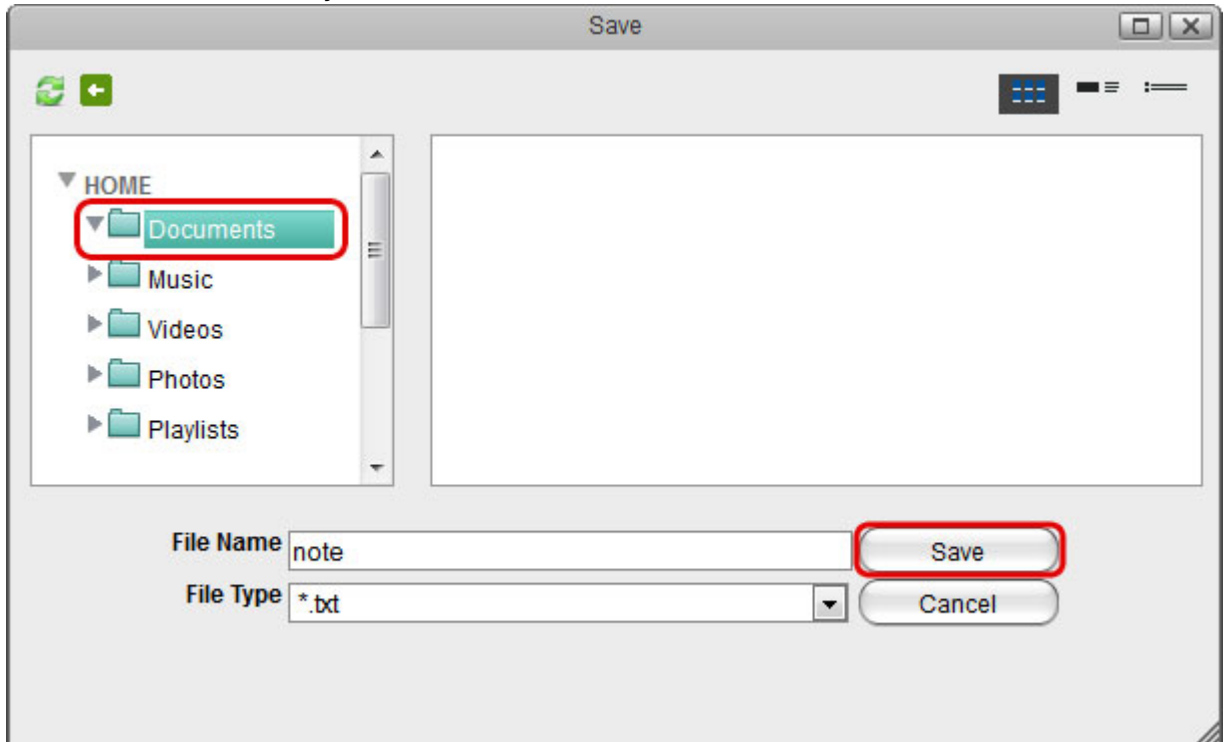 Save
HOME
Documents
Music
Videos
Photos
Playlists
File Name note Save
File Type *.txt Cancel